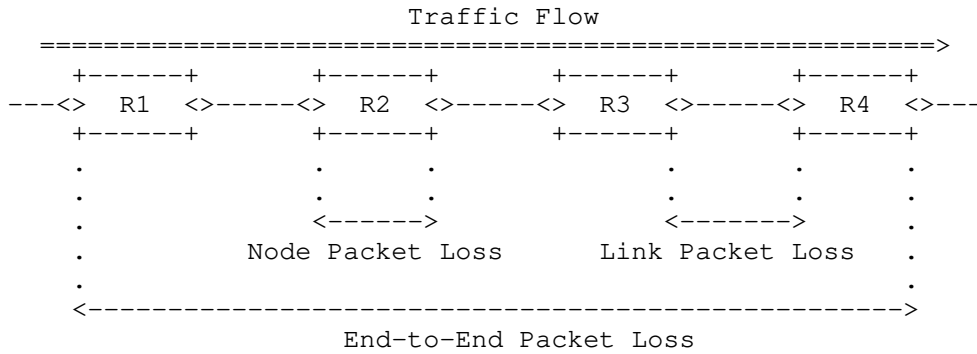 Traffic Flow
========================================================>
+------+       +------+       +------+       +------+
---<>  R1  <>-----<>  R2  <>-----<>  R3  <>-----<>  R4  <>---
+------+       +------+       +------+       +------+
.              .      .              .       .      .
.              .      .              .       .      .
.              <------>              <------->      .
.          Node Packet Loss      Link Packet Loss   .
.                                                   .
<--------------------------------------------------->
End-to-End Packet Loss